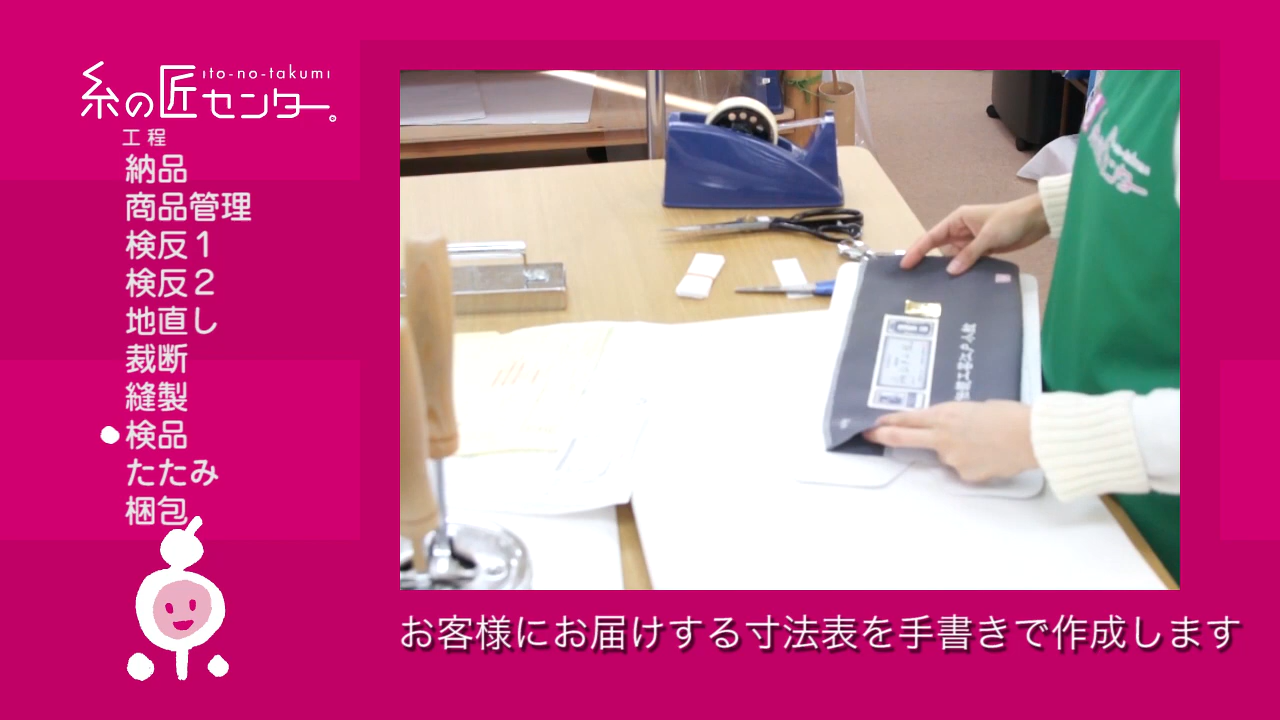 糸の匠センター。
ito-no-takumi
工程
納品
商品管理
検反1
検反2
地直し
裁断
縫製
検品
たたみ
梱包
お客様にお届けする寸法表を手書きで作成します